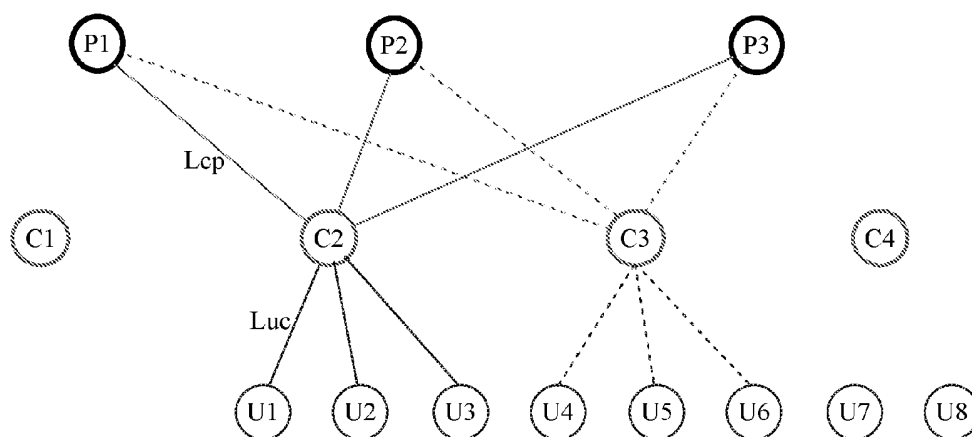 P1 P2 P3
Lcp
C1 C2 C3 C4
Luc
U1 U2 U3 U4 U5 U6 U7 U8